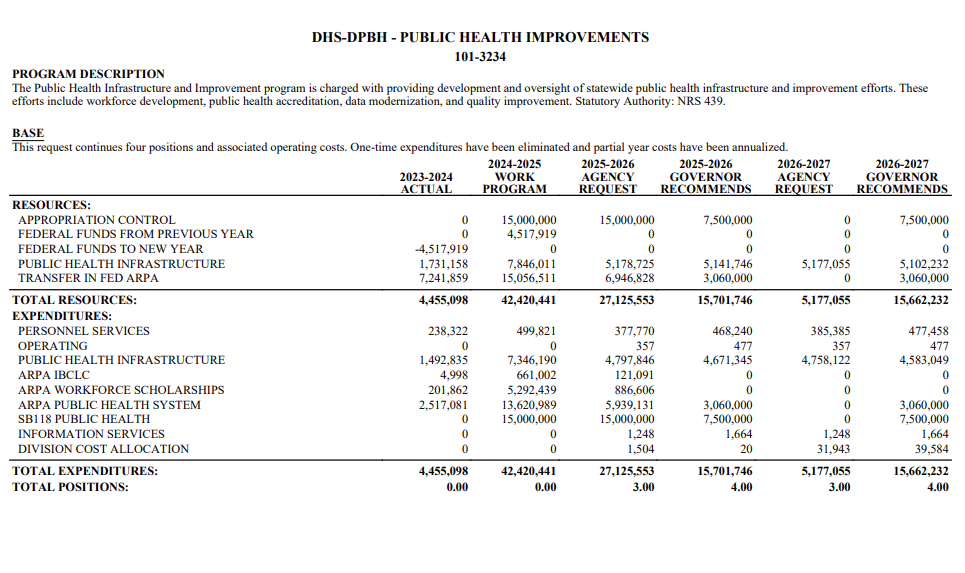 DHS-DPBH - PUBLIC HEALTH IMPROVEMENTS
101-3234
PROGRAM DESCRIPTION
The Public Health Infrastructure and Improvement program is charged with providing development and oversight of statewide public health infrastructure and improvement efforts. These
efforts include workforce development, public health accreditation, data modernization, and quality improvement. Statutory Authority: NRS 439.
BASE
This request continues four positions and associated operating costs. One-time expenditures have been eliminated and partial year costs have been annualized.
2024-2025 2025-2026 2025-2026 2026-2027 2026-2027
2023-2024 WORK AGENCY GOVERNOR AGENCY GOVERNOR
ACTUAL PROGRAM REQUEST RECOMMENDS REQUEST RECOMMENDS
RESOURCES:
APPROPRIATION CONTROL 0 15,000,000 15,000,000 7,500,000 0 7,500,000
FEDERAL FUNDS FROM PREVIOUS YEAR 0 4,517,919 0 0 0 0
FEDERAL FUNDS TO NEW YEAR -4,517,919 0 0 0 0 0
PUBLIC HEALTH INFRASTRUCTURE 1,731,158 7,846,011 5,178,725 5,141,746 5,177,055 5,102,232
TRANSFER IN FED ARPA 7,241,859 15,056,511 6,946,828 3,060,000 0 3,060,000
TOTAL RESOURCES: 4,455,098 42,420,441 27,125,553 15,701,746 5,177,055 15,662,232
EXPENDITURES:
PERSONNEL SERVICES 238,322 499,821 377,770 468,240 385,385 477,458
OPERATING 0 0 357 477 357 477
PUBLIC HEALTH INFRASTRUCTURE 1,492,835 7,346,190 4,797,846 4,671,345 4,758,122 4,583,049
ARPA IBCLC 4,998 661,002 121,091 0 0 0
ARPA WORKFORCE SCHOLARSHIPS 201,862 5,292,439 886,606 0 0 0
ARPA PUBLIC HEALTH SYSTEM 2,517,081 13,620,989 5,939,131 3,060,000 0 3,060,000
SB118 PUBLIC HEALTH 0 15,000,000 15,000,000 7,500,000 0 7,500,000
INFORMATION SERVICES 0 0 1,248 1,664 1,248 1,664
DIVISION COST ALLOCATION 0 0 1,504 20 31,943 39,584
TOTAL EXPENDITURES: 4,455,098 42,420,441 27,125,553 15,701,746 5,177,055 15,662,232
TOTAL POSITIONS: 0.00 0.00 3.00 4.00 3.00 4.00